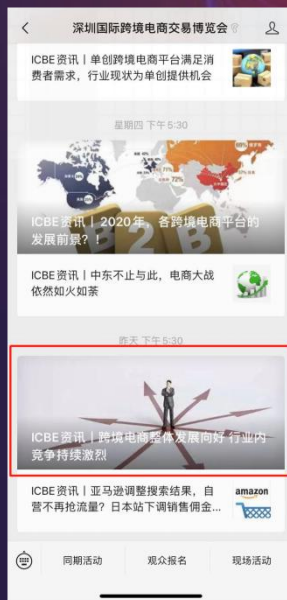 深圳国际跨境电商交易博览会
ICBE资讯丨单创跨境电商平台满足消
费者需求，行业现状为单创提供机会
星期四 下午5:30
69%
72%
B2B
ICBE资讯丨2020年，各跨境电商平台的
发展前景？！
ICBE资讯丨中东不止与此，电商大战
依然如火如荼
昨天 下午5:30
ICBE资讯丨跨境电商整体发展向好 行业内
竞争持续激烈
ICBE资讯丨亚马逊调整搜索结果，自
营不再抢流量？日本站下调销售佣金...
amazon
同期活动
观众报名
现场活动